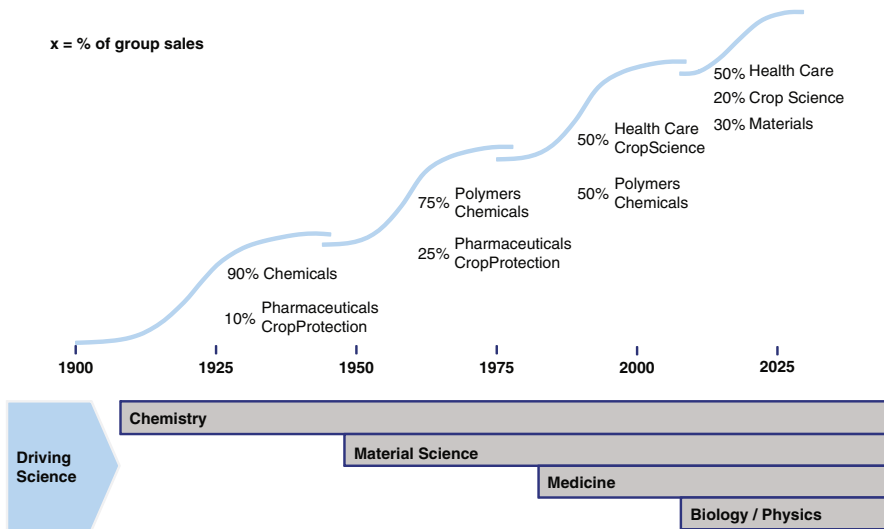 x = % of group sales
50% Health Care
20% Crop Science
30% Materials
50% Health Care
CropScience
50% Polymers
Chemicals
75% Polymers
Chemicals
25% Pharmaceuticals
CropProtection
90% Chemicals
10% Pharmaceuticals
CropProtection
1900 1925 1950 1975 2000 2025
Driving
Science
Chemistry
Material Science
Medicine
Biology / Physics